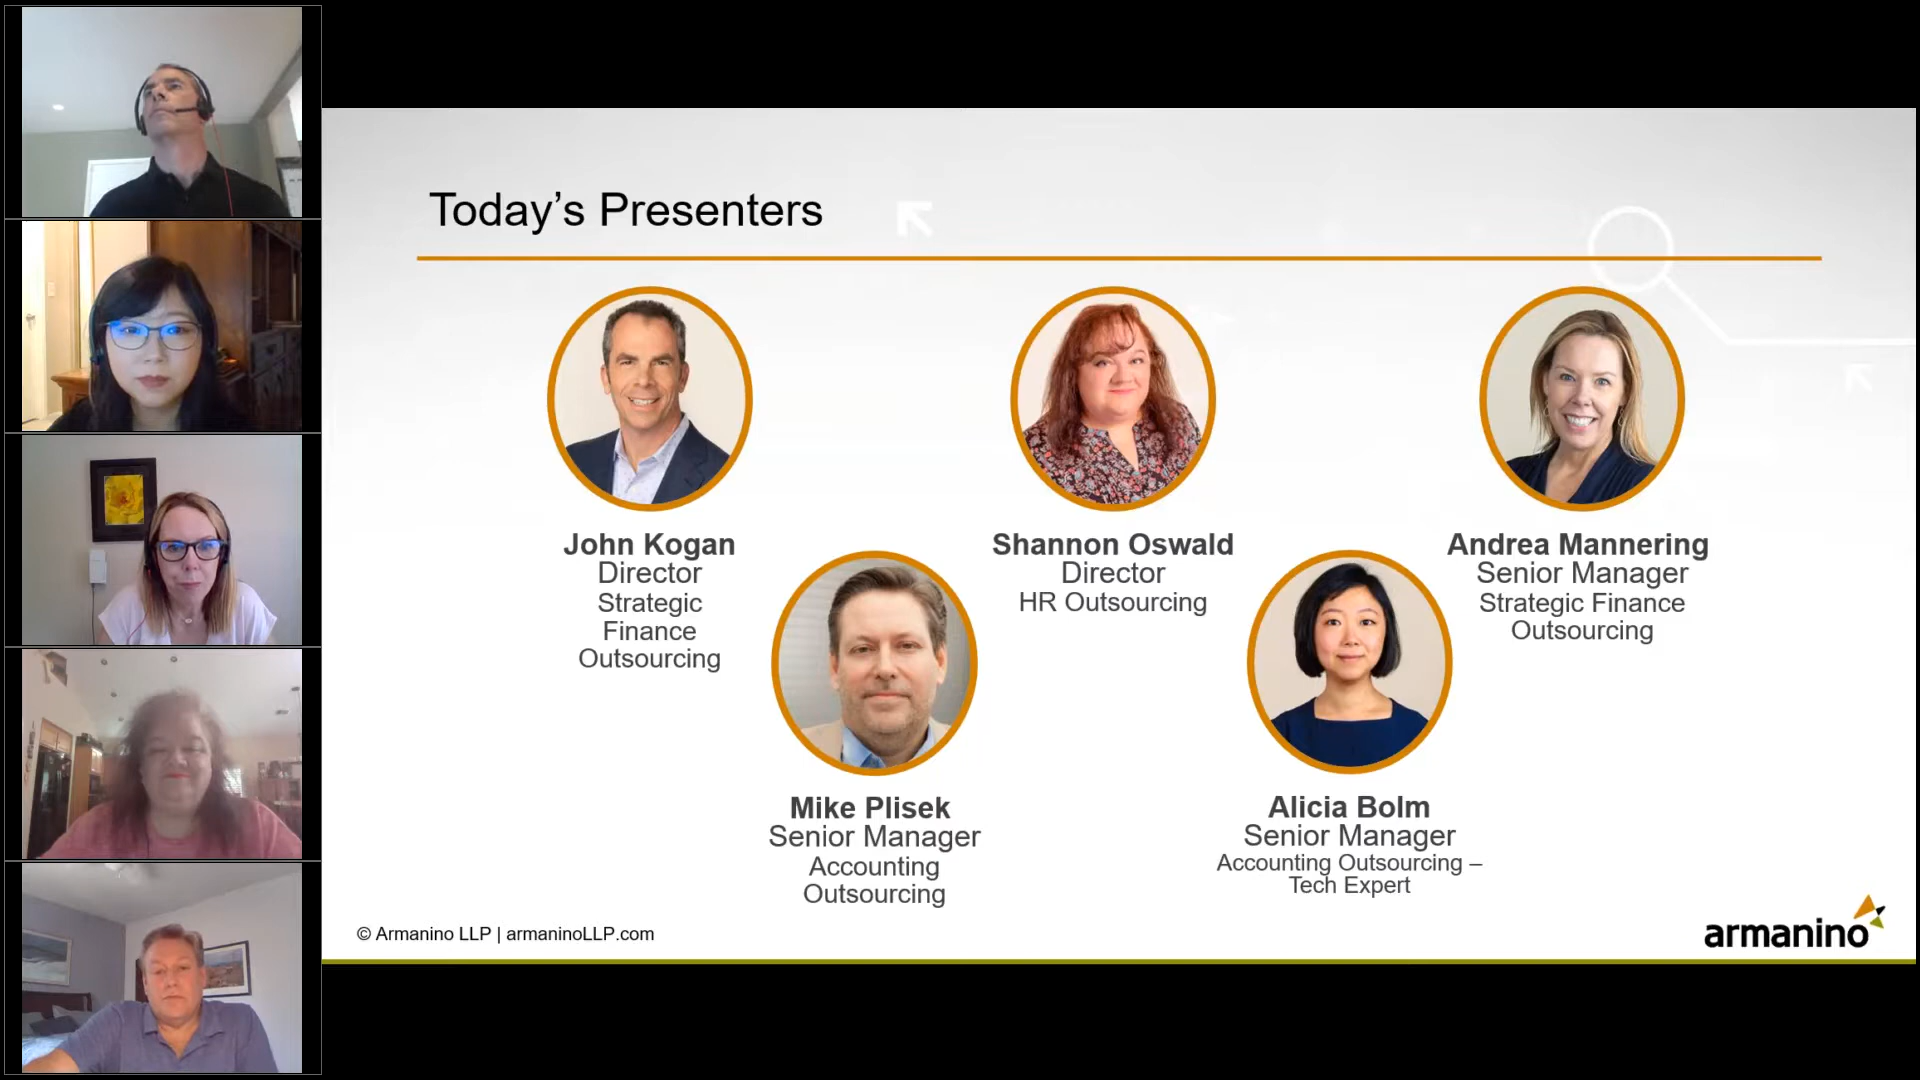 Today’s Presenters
John Kogan
Director
Strategic
Finance
Outsourcing
Shannon Oswald
Director
HR Outsourcing
Andrea Mannering
Senior Manager
Strategic Finance
Outsourcing
Mike Plisek
Senior Manager
Accounting
Outsourcing
Alicia Bolm
Senior Manager
Accounting Outsourcing –
Tech Expert
© Armanino LLP | armaninoLLP.com
armanino